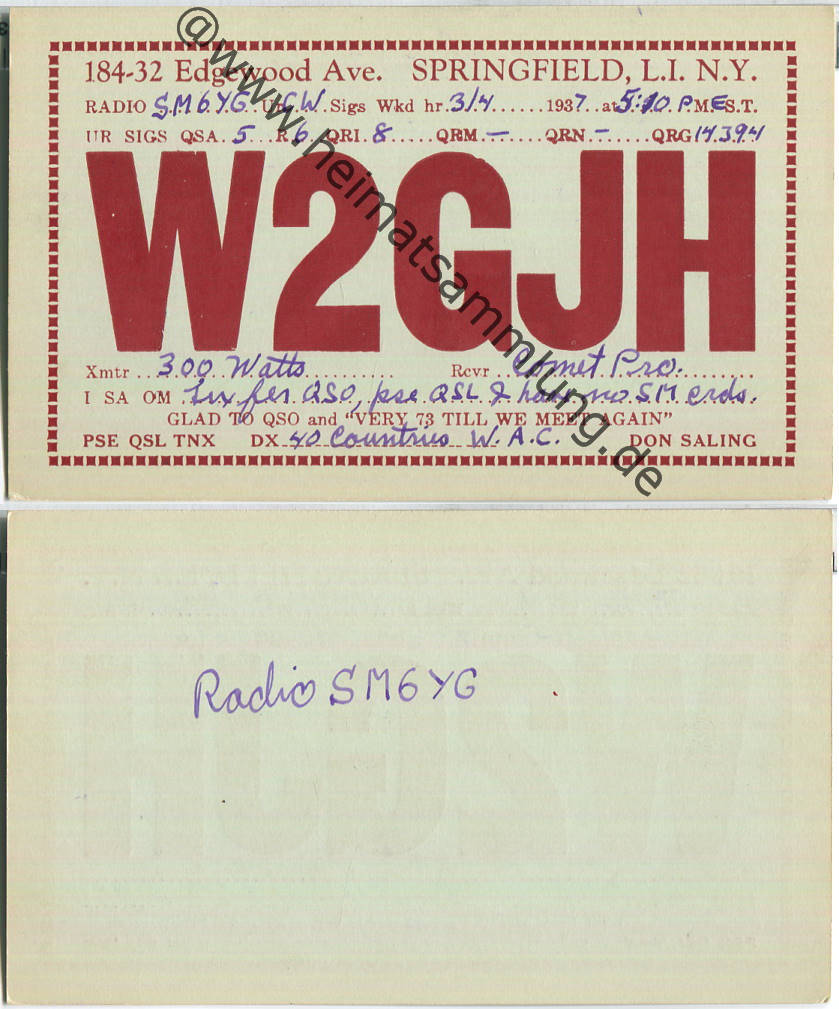 184-32 Edgewood Ave. SPRINGFIELD, L.I. N.Y.
RADIO SM6YG Ur CW Sigs Wkd hr 3/4 1937 at 5:10 P.M. E.S.T.
UR SIGS QSA 5 R 6 QRI 8 QRM — QRN - QRG 14394
W2GJH
Xmtr 300 Watts Rcvr Comet Pro.
I SA OM Tnx fer QSO, pse QSL I have no SM crds.
GLAD TO QSO and "VERY 73 TILL WE MEET AGAIN"
PSE QSL TNX DX 40 Countries W.A.C. DON SALING
@www.heimatsammlung.de
Radio SM6YG